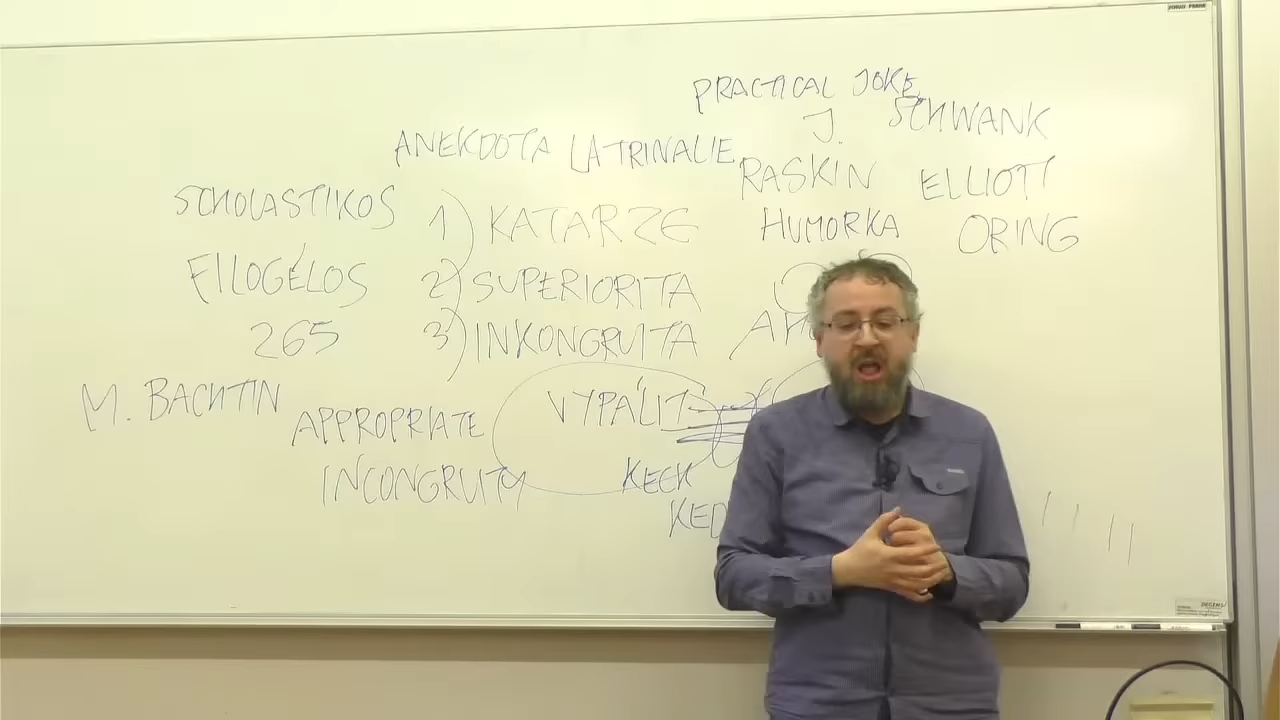 PRACTICAL JOKE
J. SCHWANK
ANEKDOTA LATRINALIE
RASKIN ELLIOTT
SCHOLASTIKOS
1) KATARZE
HUMORKA ORING
FILOGÉLOS
2) SUPERIORITA
265
3) INKONGRUITA
M. BACHTIN
APPROPRIATE
INCONGRUITY
VYPÁLIT
KECK